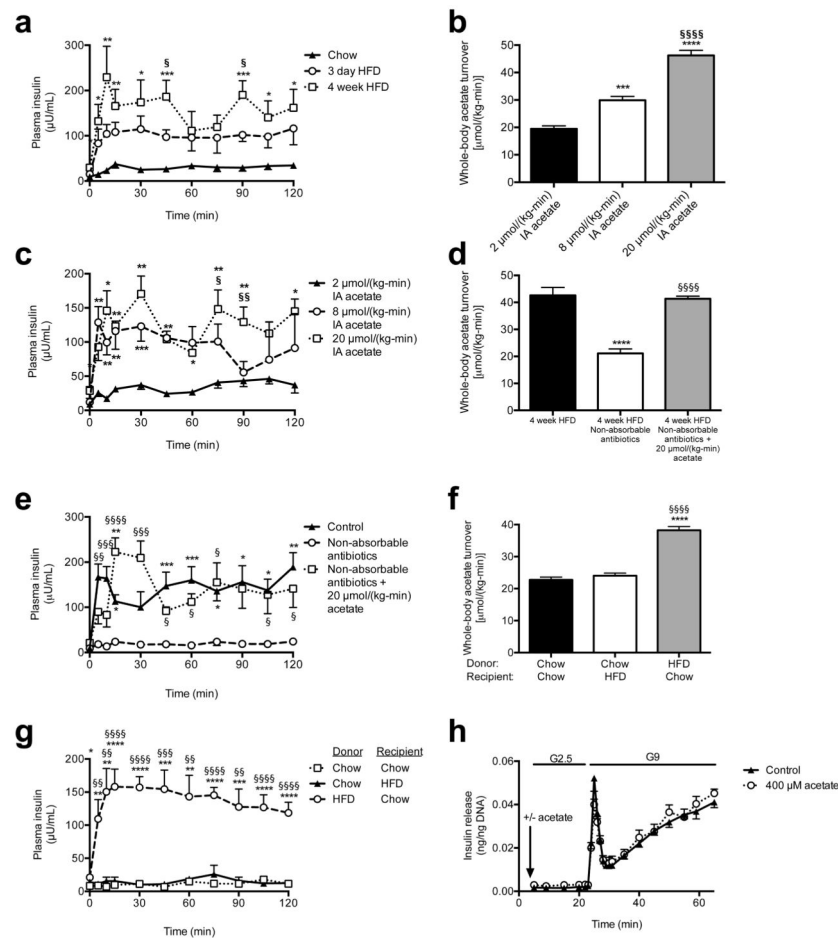 a
Plasma insulin
(µU/mL)
300
200
100
0
0 30 60 90 120
Time (min)
Chow
3 day HFD
4 week HFD
* ** ** * § *** § *** * *
b
Whole-body acetate turnover
[µmol/(kg-min)]
50
40
30
20
10
0
***
§§§§
****
2 µmol/(kg-min)
IA acetate
8 µmol/(kg-min)
IA acetate
20 µmol/(kg-min)
IA acetate
c
Plasma insulin
(µU/mL)
200
150
100
50
0
0 30 60 90 120
Time (min)
2 µmol/(kg-min)
IA acetate
8 µmol/(kg-min)
IA acetate
20 µmol/(kg-min)
IA acetate
** * ** ** ** ** *** ** * ** § ** §§ *
d
Whole-body acetate turnover
[µmol/(kg-min)]
50
40
30
20
10
0
****
§§§§
4 week HFD
4 week HFD
Non-absorbable
antibiotics
4 week HFD
Non-absorbable
antibiotics +
20 µmol/(kg-min)
acetate
e
Plasma insulin
(µU/mL)
300
200
100
0
0 30 60 90 120
Time (min)
Control
Non-absorbable
antibiotics
Non-absorbable
antibiotics +
20 µmol/(kg-min)
acetate
§§ §§§ §§§§ ** * §§§ *** § *** § § * * * § ** §
f
Whole-body acetate turnover
[µmol/(kg-min)]
50
40
30
20
10
0
§§§§
****
Donor: Chow Chow HFD
Recipient: Chow HFD Chow
g
Plasma insulin
(µU/mL)
200
150
100
50
0
0 30 60 90 120
Time (min)
Donor Recipient
Chow Chow
Chow HFD
HFD Chow
* §§ ** §§ ** §§§§ **** §§§§ **** §§§ *** §§ ** §§§§ **** §§ *** §§§§ **** §§§§ ****
h
Insulin release
(ng/ng DNA)
0.06
0.04
0.02
0.0
0 20 40 60
Time (min)
G2.5
G9
+/- acetate
Control
400 µM acetate